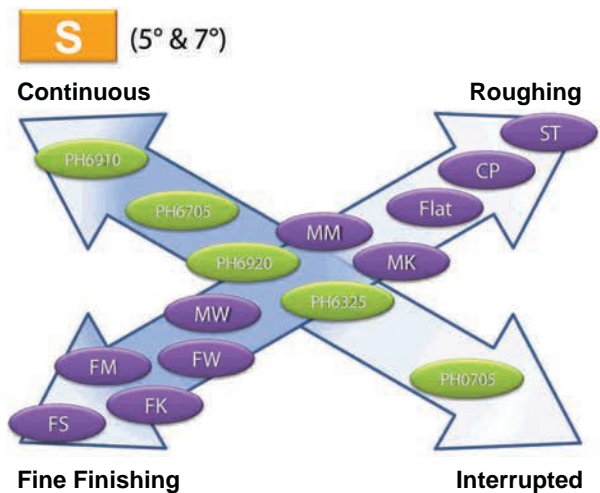 S (5° & 7°)
Continuous Roughing
ST
PH6910
CP
PH6705
Flat
MM
PH6920
MK
PH6325
MW
FM
FW
PH0705
FK
FS
Fine Finishing Interrupted